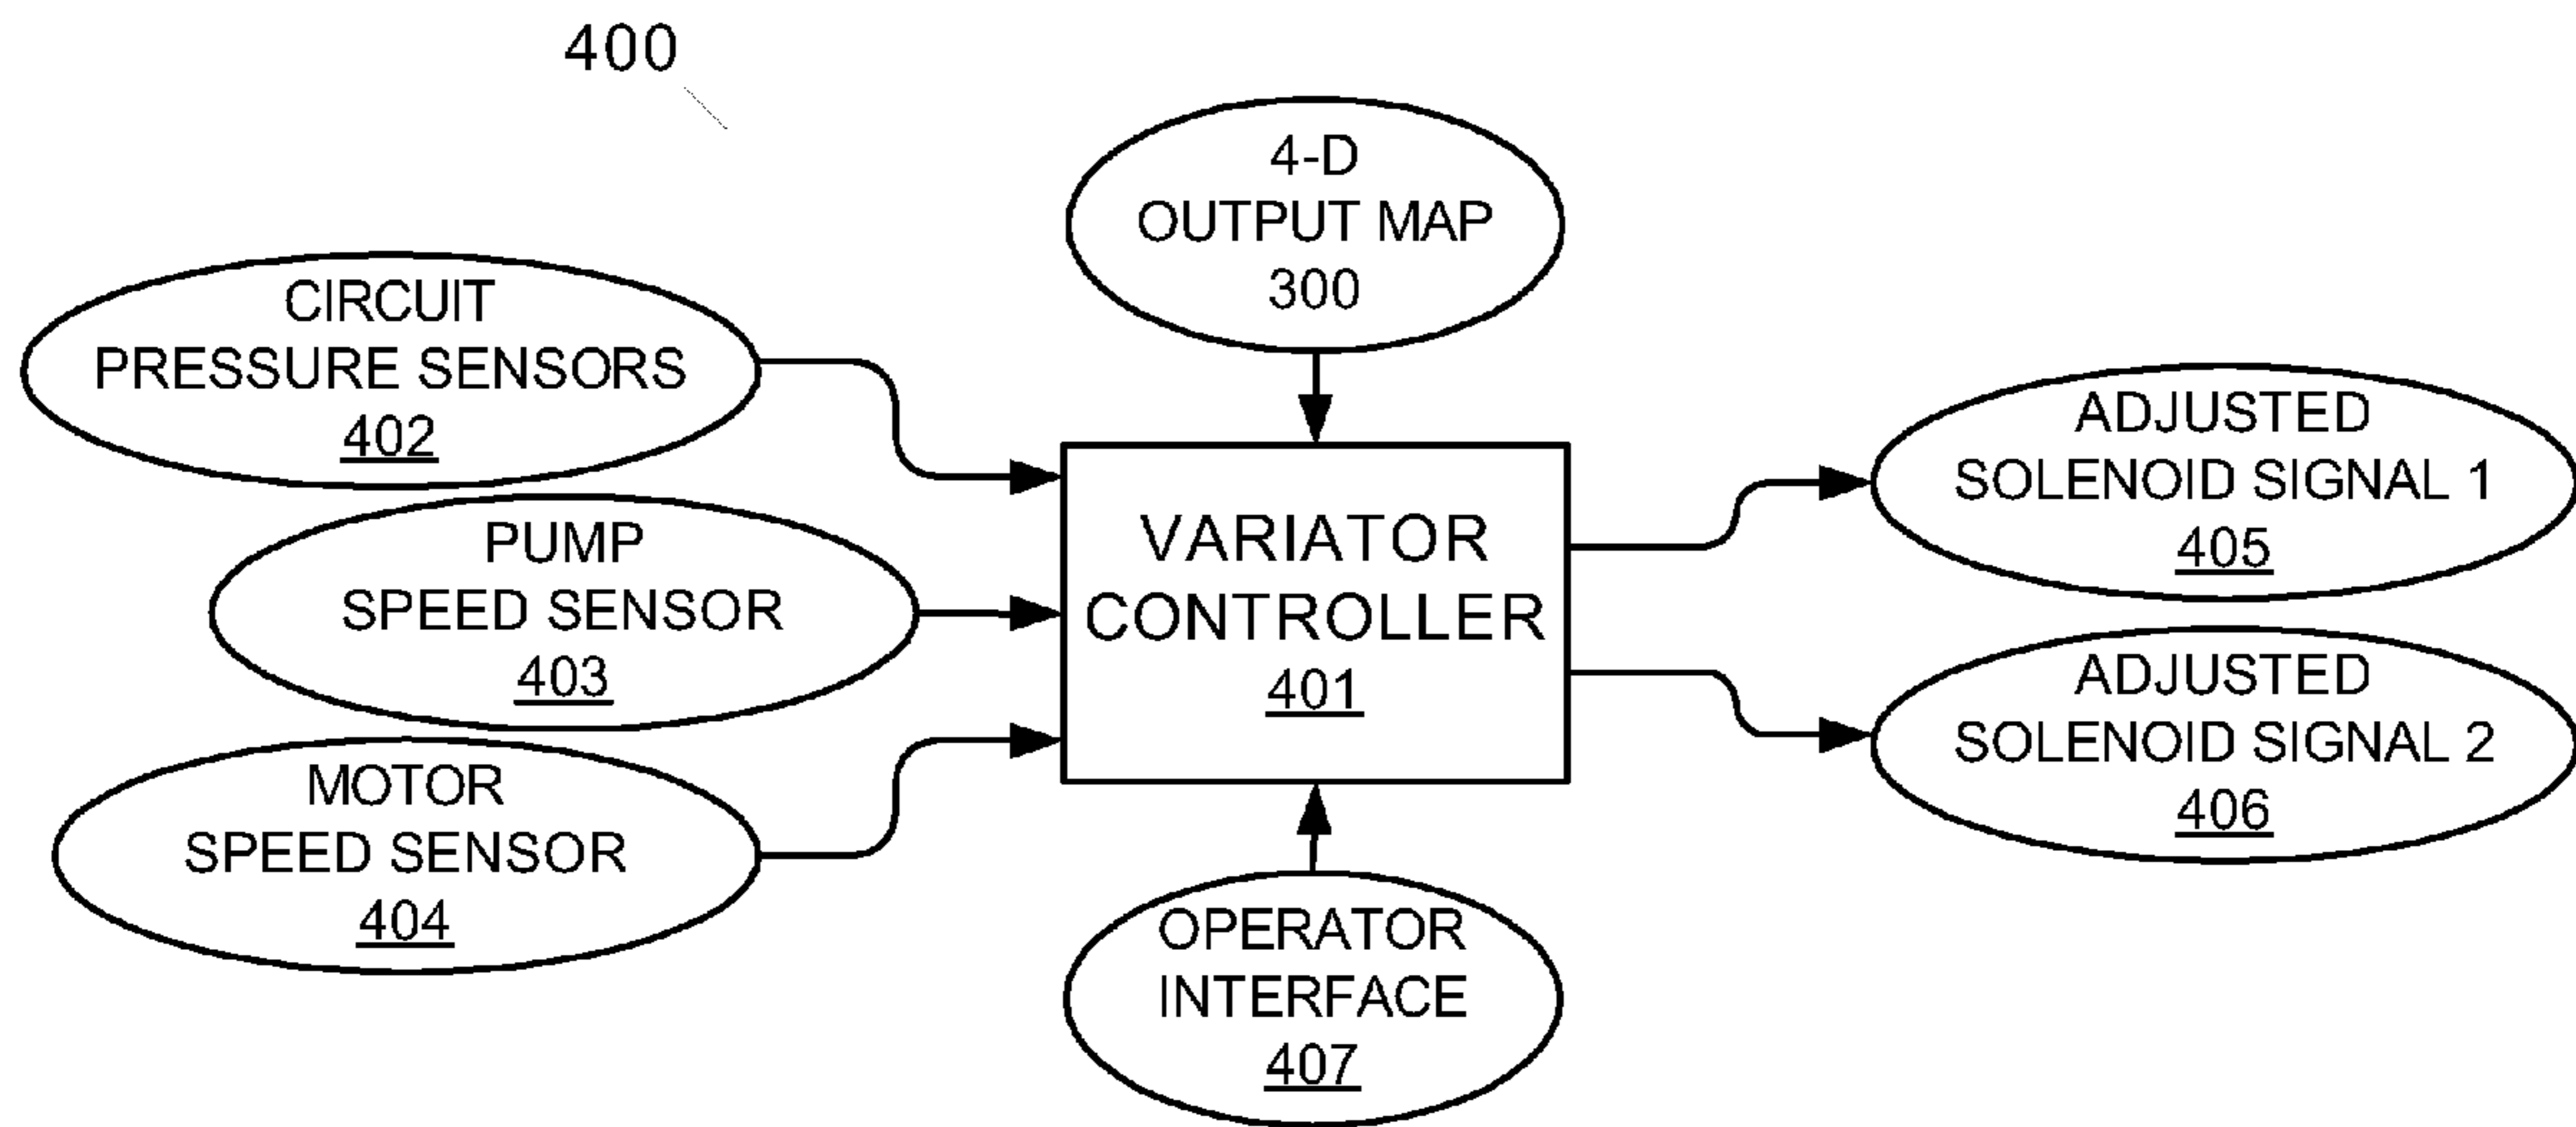 400
4-D
OUTPUT MAP
300
CIRCUIT
PRESSURE SENSORS
402
PUMP
SPEED SENSOR
403
MOTOR
SPEED SENSOR
404
VARIATOR
CONTROLLER
401
ADJUSTED
SOLENOID SIGNAL 1
405
ADJUSTED
SOLENOID SIGNAL 2
406
OPERATOR
INTERFACE
407